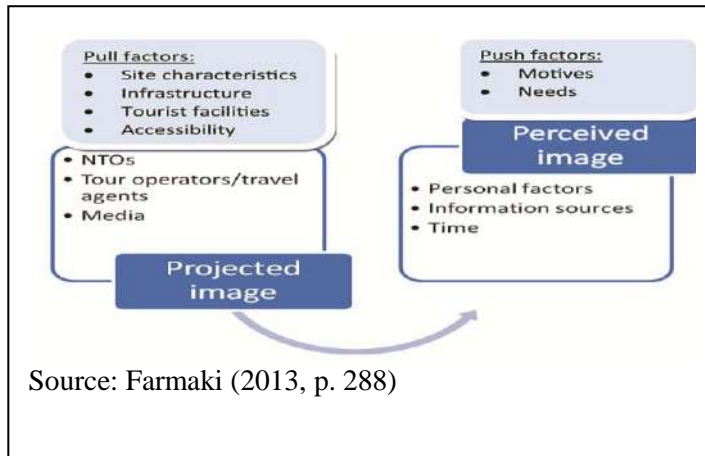 Pull factors:
• Site characteristics
• Infrastructure
• Tourist facilities
• Accessibility
• NTOs
• Tour operators/travel
agents
• Media
Projected
image
Push factors:
• Motives
• Needs
Perceived
image
• Personal factors
• Information sources
• Time
Source: Farmaki (2013, p. 288)